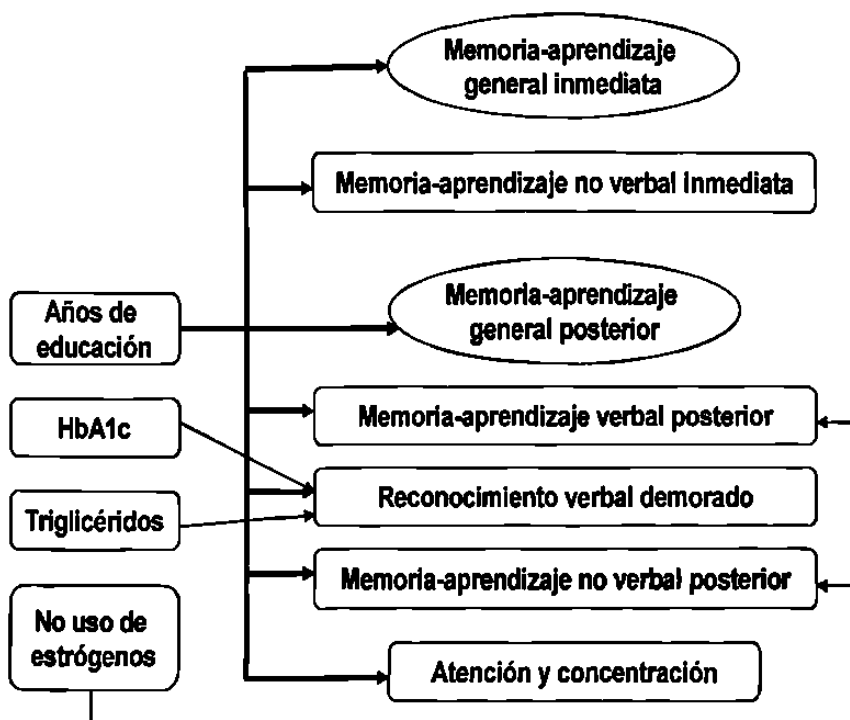 Memoria-aprendizaje
general inmediata
Memoria-aprendizaje no verbal inmediata
Años de
educación
Memoria-aprendizaje
general posterior
HbA1c
Memoria-aprendizaje verbal posterior
Triglicéridos
Reconocimiento verbal demorado
No uso de
estrógenos
Memoria-aprendizaje no verbal posterior
Atención y concentración